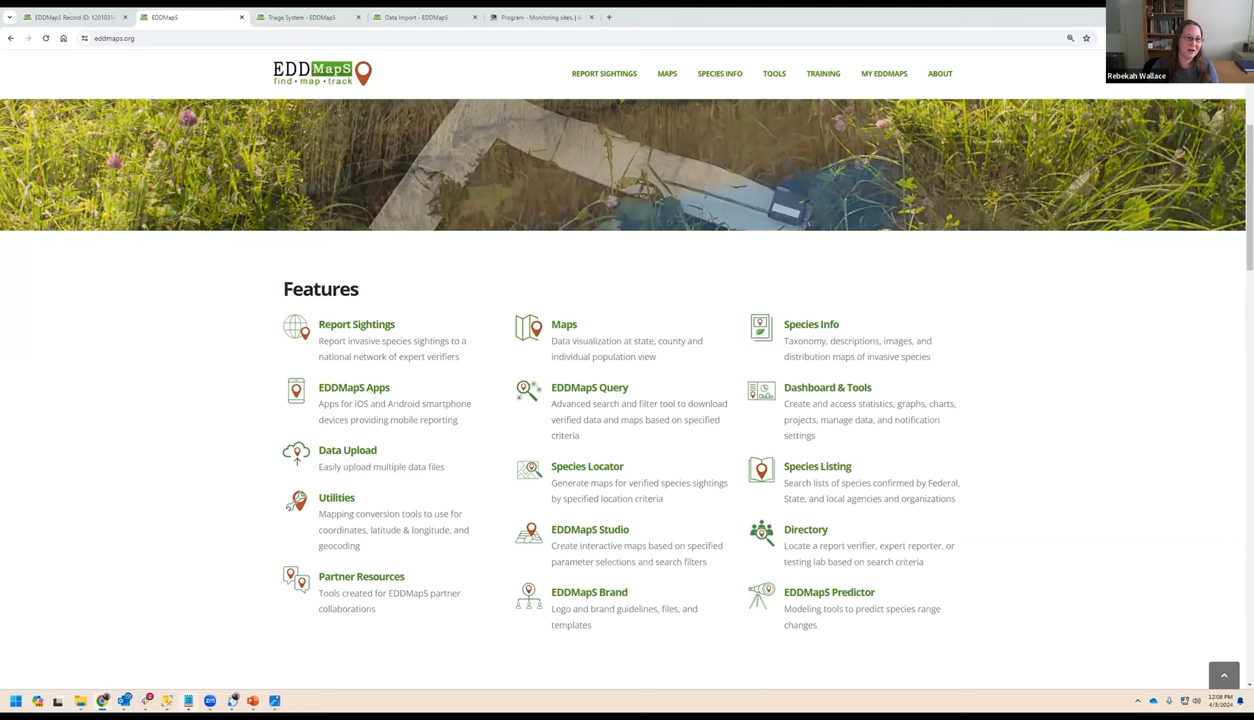 EDDMapS Record ID: 1201031
EDDMapS
Triage System - EDDMapS
Data Import - EDDMapS
Program - Monitoring sites. |
eddmaps.org
Rebekah Wallace
EDDMapS
find • map • track
REPORT SIGHTINGS MAPS SPECIES INFO TOOLS TRAINING MY EDDMAPS ABOUT
Features
Report Sightings
Report invasive species sightings to a
national network of expert verifiers
EDDMapS Apps
Apps for iOS and Android smartphone
devices providing mobile reporting
Data Upload
Easily upload multiple data files
Utilities
Mapping conversion tools to use for
coordinates, latitude & longitude, and
geocoding
Partner Resources
Tools created for EDDMapS partner
collaborations
Maps
Data visualization at state, county and
individual population view
EDDMapS Query
Advanced search and filter tool to download
verified data and maps based on specified
criteria
Species Locator
Generate maps for verified species sightings
by specified location criteria
EDDMapS Studio
Create interactive maps based on specified
parameter selections and search filters
EDDMapS Brand
Logo and brand guidelines, files, and
templates
Species Info
Taxonomy, descriptions, images, and
distribution maps of invasive species
Dashboard & Tools
Create and access statistics, graphs, charts,
projects, manage data, and notification
settings
Species Listing
Search lists of species confirmed by Federal,
State, and local agencies and organizations
Directory
Locate a report verifier, expert reporter, or
testing lab based on search criteria
EDDMapS Predictor
Modeling tools to predict species range
changes
12:08 PM
4/3/2024